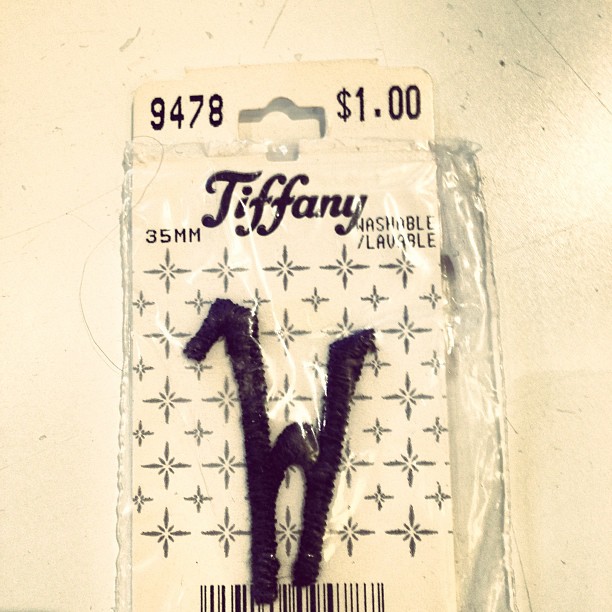 9478 $1.00
Tiffany
35MM WASHABLE
/LAVABLE
W